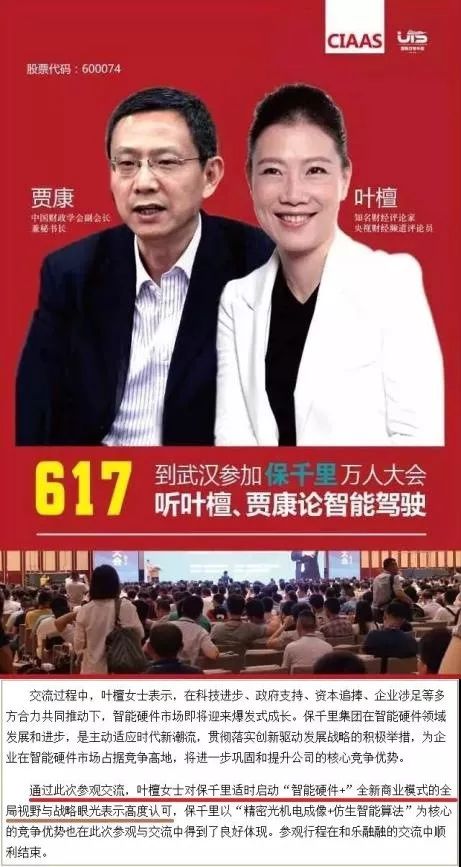 CIAAS
UIS
股票代码：600074
贾康
中国财政学会副会长
兼秘书长
叶檀
知名财经评论家
央视财经频道评论员
617
到武汉参加保千里万人大会
听叶檀、贾康论智能驾驶
大会!
交流过程中，叶檀女士表示，在科技进步、政府支持、资本追捧、企业涉足等多
方合力共同推动下，智能硬件市场即将迎来爆发式成长。保千里集团在智能硬件领域
发展和进步，是主动适应时代新潮流，贯彻落实创新驱动发展战略的积极举措，为企
业在智能硬件市场占据竞争高地，将进一步巩固和提升公司的核心竞争优势。
通过此次参观交流，叶檀女士对保千里适时启动“智能硬件+”全新商业模式的全
局视野与战略眼光表示高度认可，保千里以“精密光机电成像+仿生智能算法”为核心
的竞争优势也在此次参观与交流中得到了良好体现。参观行程在和乐融融的交流中顺
利结束。